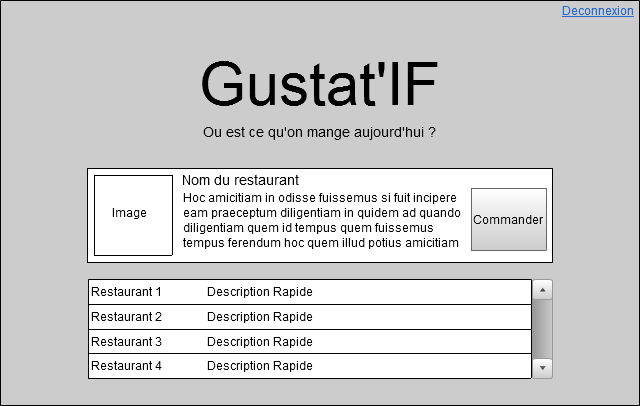 Deconnexion
Gustat'IF
Ou est ce qu'on mange aujourd'hui ?
Image
Nom du restaurant
Hoc amicitiam in odisse fuissemus si fuit incipere
eam praeceptum diligentiam in quidem ad quando
diligentiam quem id tempus quem fuissemus
tempus ferendum hoc quem illud potius amicitiam
Commander
Restaurant 1 Description Rapide
Restaurant 2 Description Rapide
Restaurant 3 Description Rapide
Restaurant 4 Description Rapide